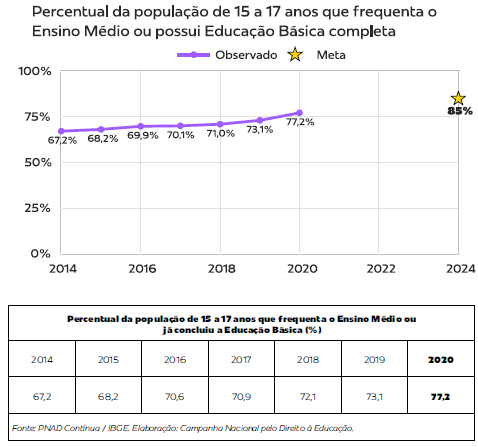 Percentual da população de 15 a 17 anos que frequenta o
Ensino Médio ou possui Educação Básica completa
Observado Meta
100%
75%
50%
25%
0%
67,2% 68,2% 69,9% 70,1% 71,0% 73,1% 77,2%
85%
2014 2016 2018 2020 2022 2024
Percentual da população de 15 a 17 anos que frequenta o Ensino Médio ou
já concluiu a Educação Básica (%)
2014 2015 2016 2017 2018 2019 2020
67,2 68,2 70,6 70,9 72,1 73,1 77,2
Fonte: PNAD Contínua / IBGE. Elaboração: Campanha Nacional pelo Direito à Educação.